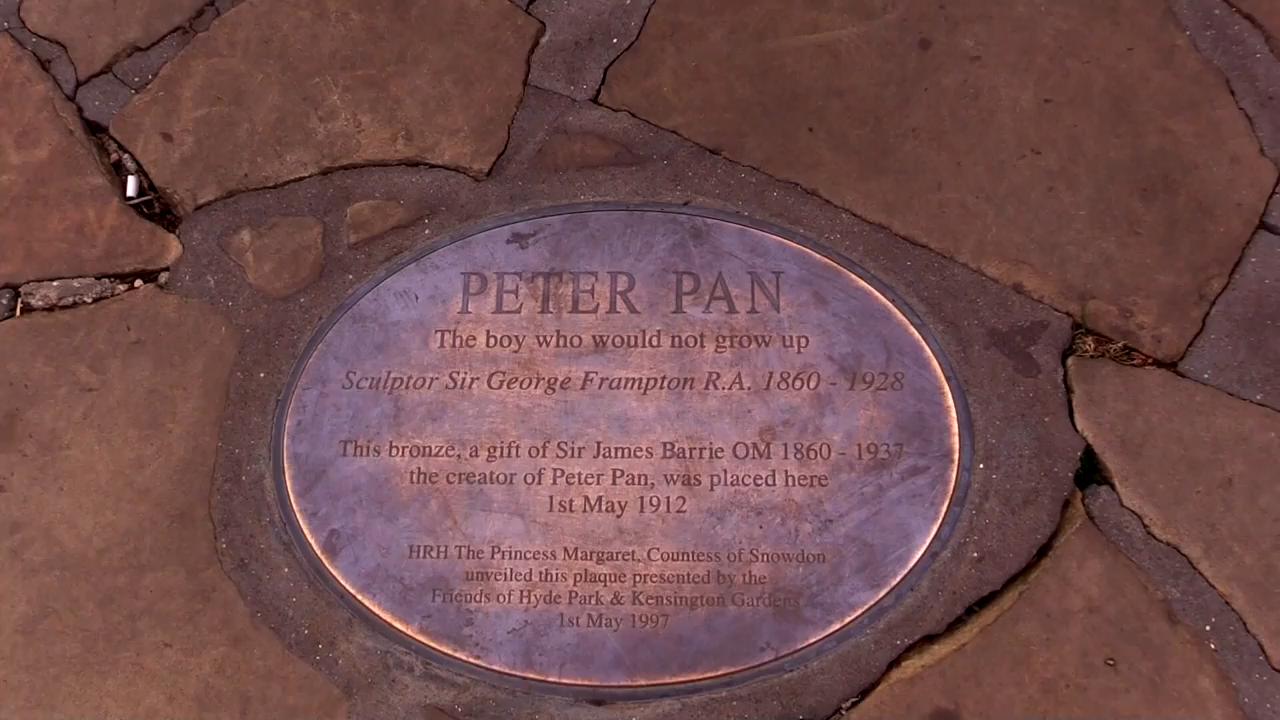 PETER PAN
The boy who would not grow up
Sculptor Sir George Frampton R.A. 1860 - 1928
This bronze, a gift of Sir James Barrie OM 1860 - 1937
the creator of Peter Pan, was placed here
1st May 1912
HRH The Princess Margaret, Countess of Snowdon
unveiled this plaque presented by the
Friends of Hyde Park & Kensington Gardens
1st May 1997